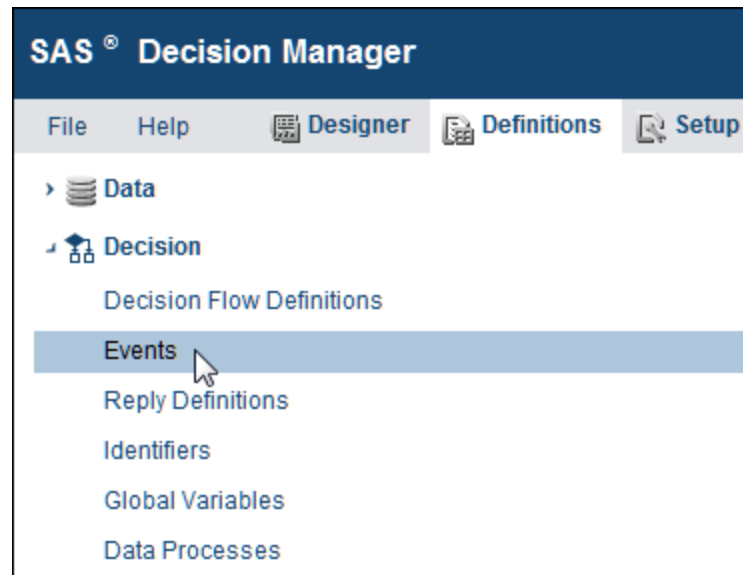 SAS ® Decision Manager
File Help Designer Definitions Setup
Data
Decision
Decision Flow Definitions
Events
Reply Definitions
Identifiers
Global Variables
Data Processes